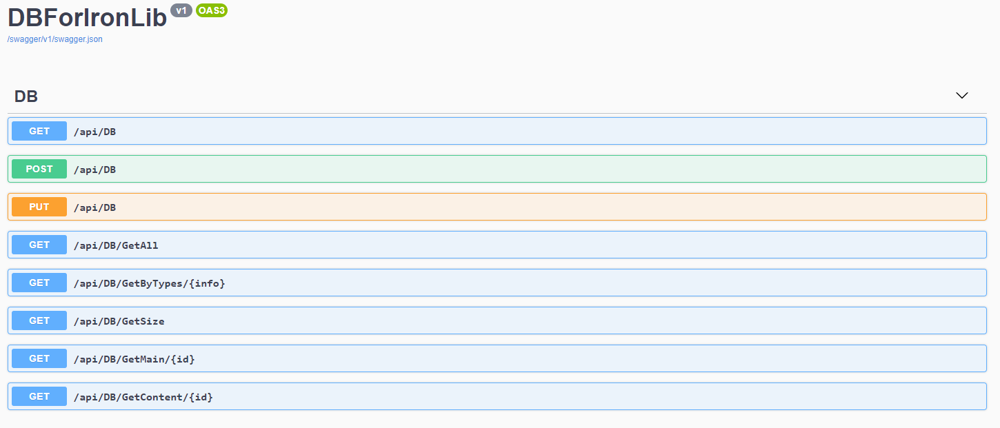 DBForIronLib v1 OAS3
/swagger/v1/swagger.json
DB
GET /api/DB
POST /api/DB
PUT /api/DB
GET /api/DB/GetAll
GET /api/DB/GetByTypes/{info}
GET /api/DB/GetSize
GET /api/DB/GetMain/{id}
GET /api/DB/GetContent/{id}